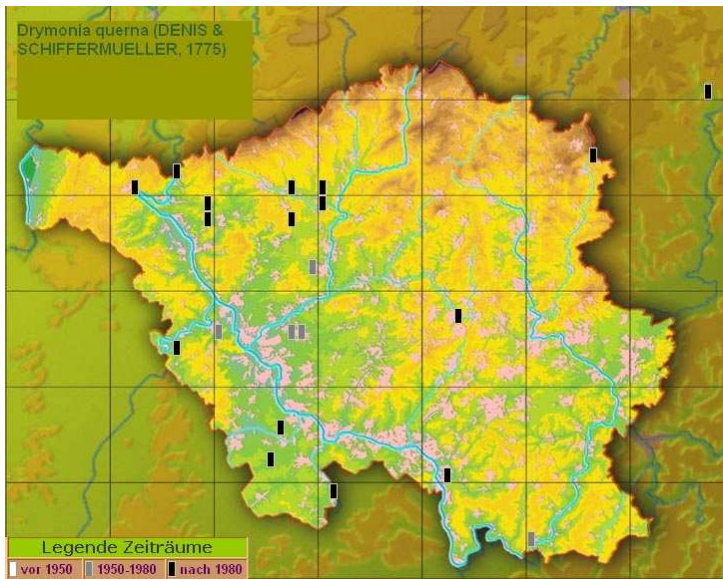 Drymonia querna (DENIS &
SCHIFFERMUELLER, 1775)
Legende Zeiträume
vor 1950 1950-1980 nach 1980